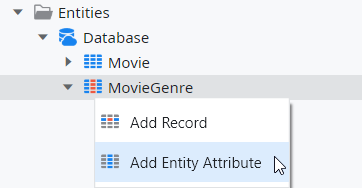 Entities
Database
Movie
MovieGenre
Add Record
Add Entity Attribute